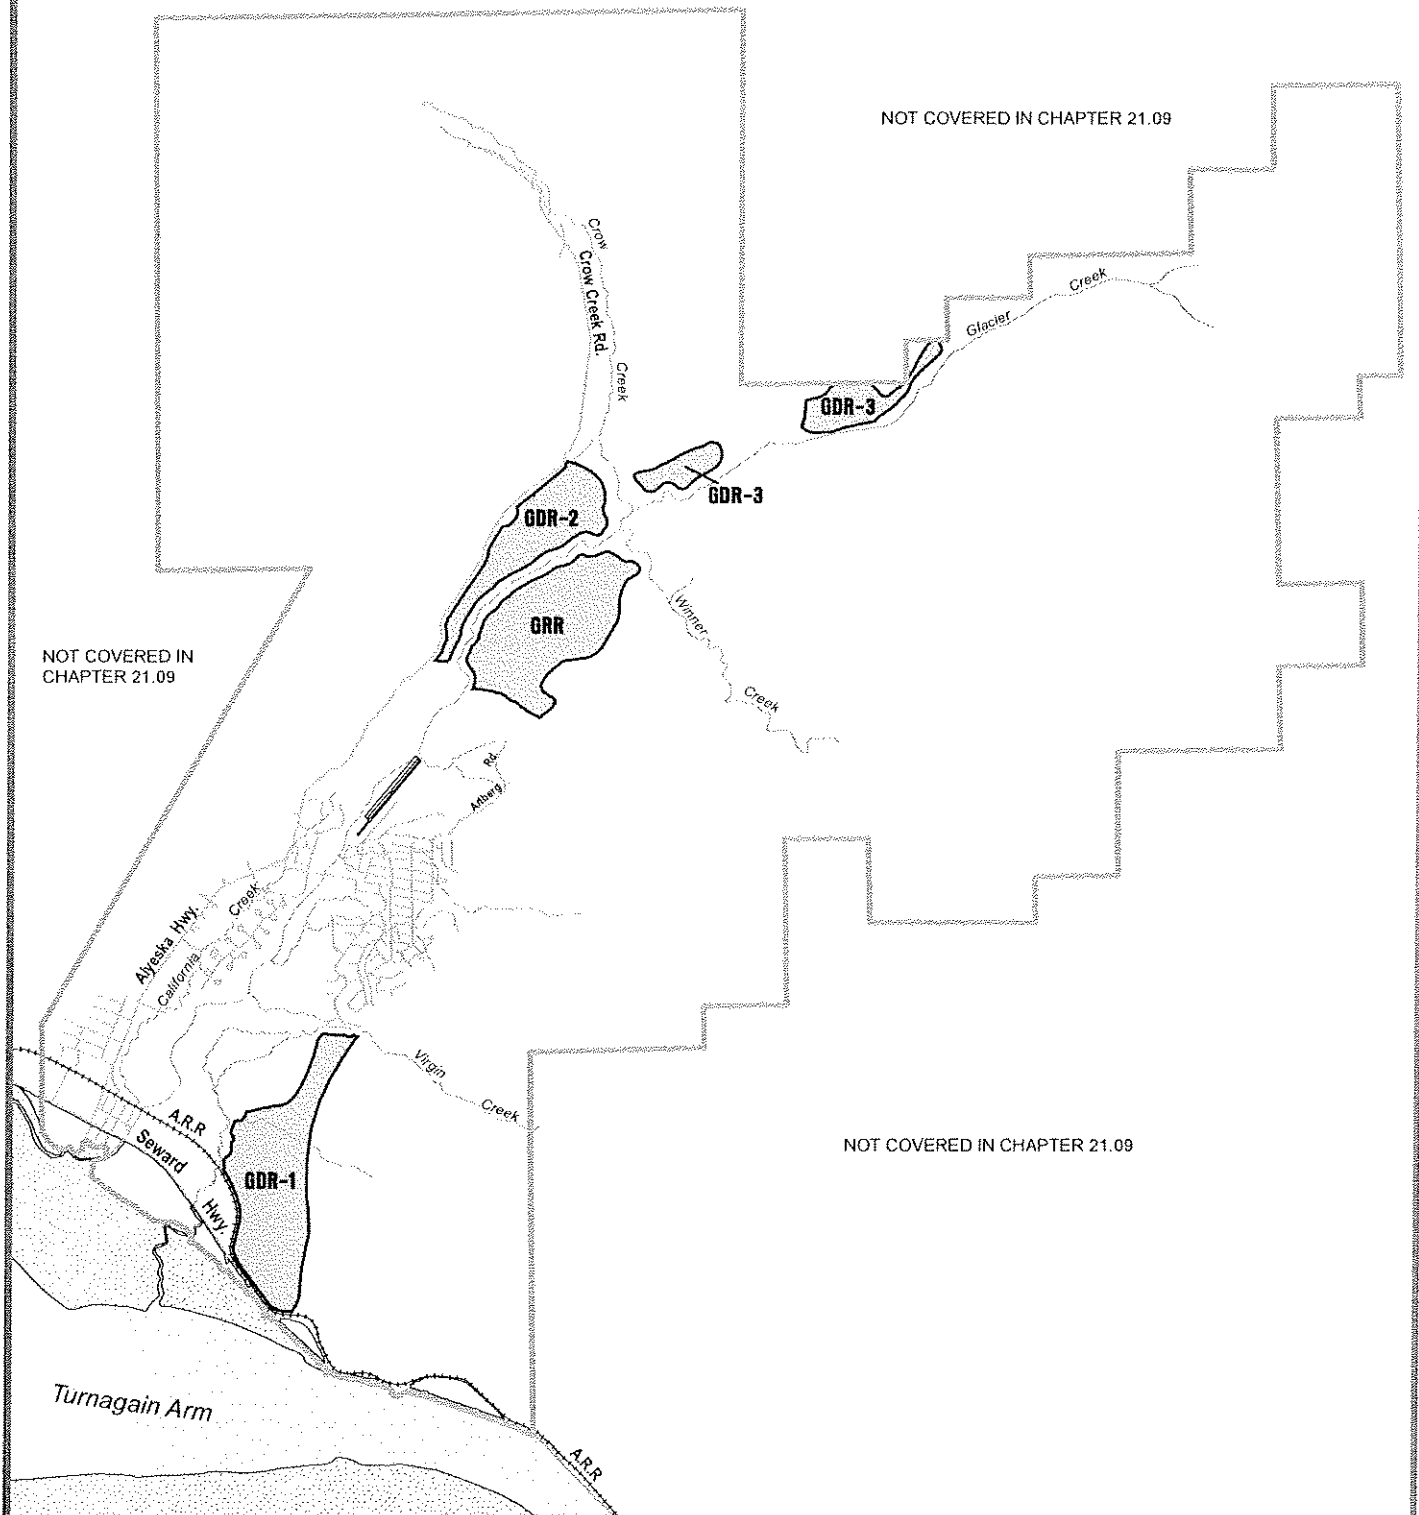 NOT COVERED IN CHAPTER 21.09
Crow
Crow Creek Rd.
Creek
Creek
Glacier
GDR-3
GDR-3
GDR-2
GRR
Winner
Creek
NOT COVERED IN
CHAPTER 21.09
Rd.
Arlberg
Alyeska Hwy.
Creek
California
Virgin
Creek
A.R.R
Seward
Hwy.
GDR-1
NOT COVERED IN CHAPTER 21.09
Turnagain Arm
A.R.R